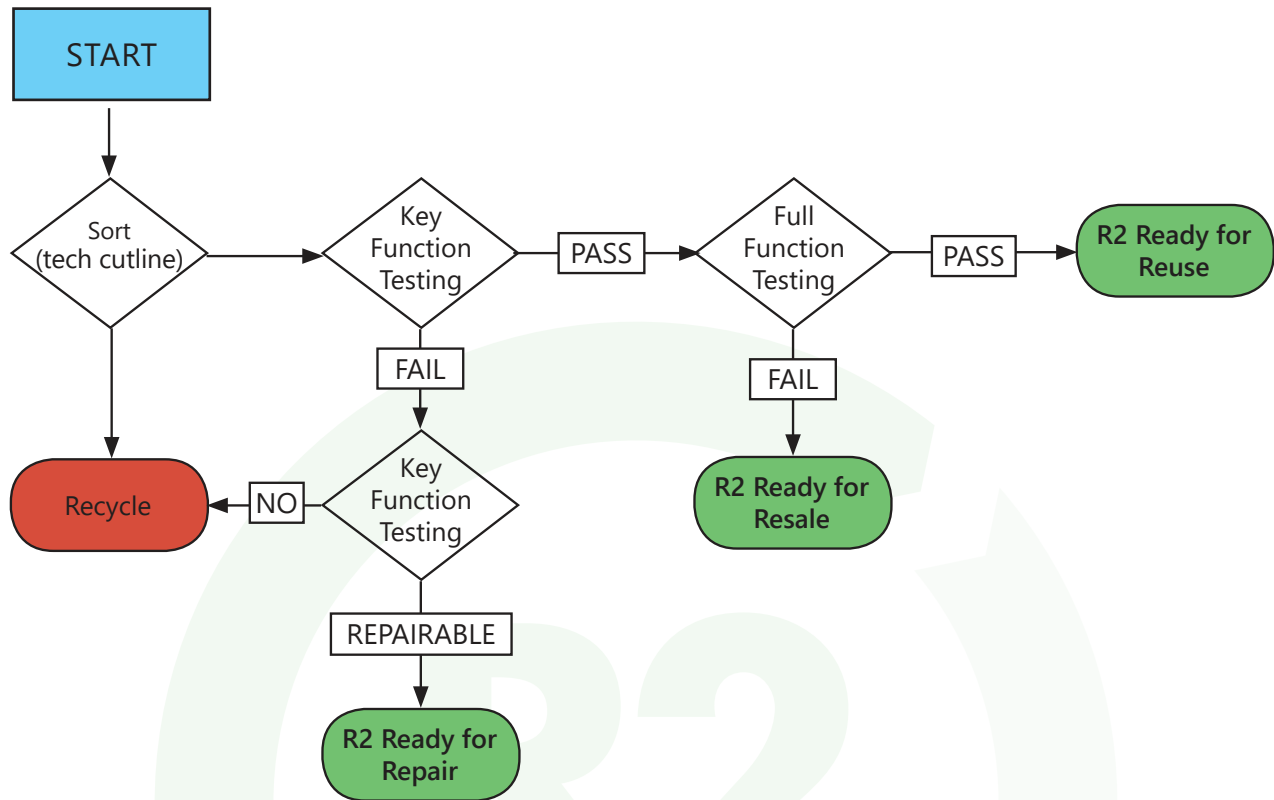 START
Sort
(tech cutline)
Key
Function
Testing
PASS
Full
Function
Testing
PASS
R2 Ready for
Reuse
FAIL
FAIL
Recycle
NO
Key
Function
Testing
R2 Ready for
Resale
REPAIRABLE
R2 Ready for
Repair
R2